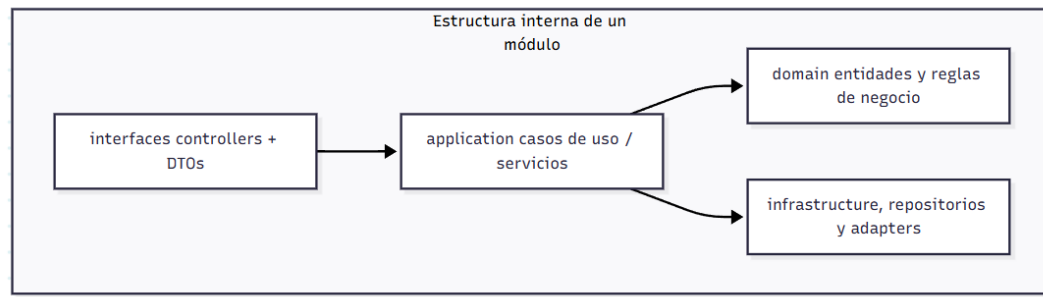 Estructura interna de un
módulo
interfaces controllers +
DTOs
application casos de uso /
servicios
domain entidades y reglas
de negocio
infrastructure, repositorios
y adapters